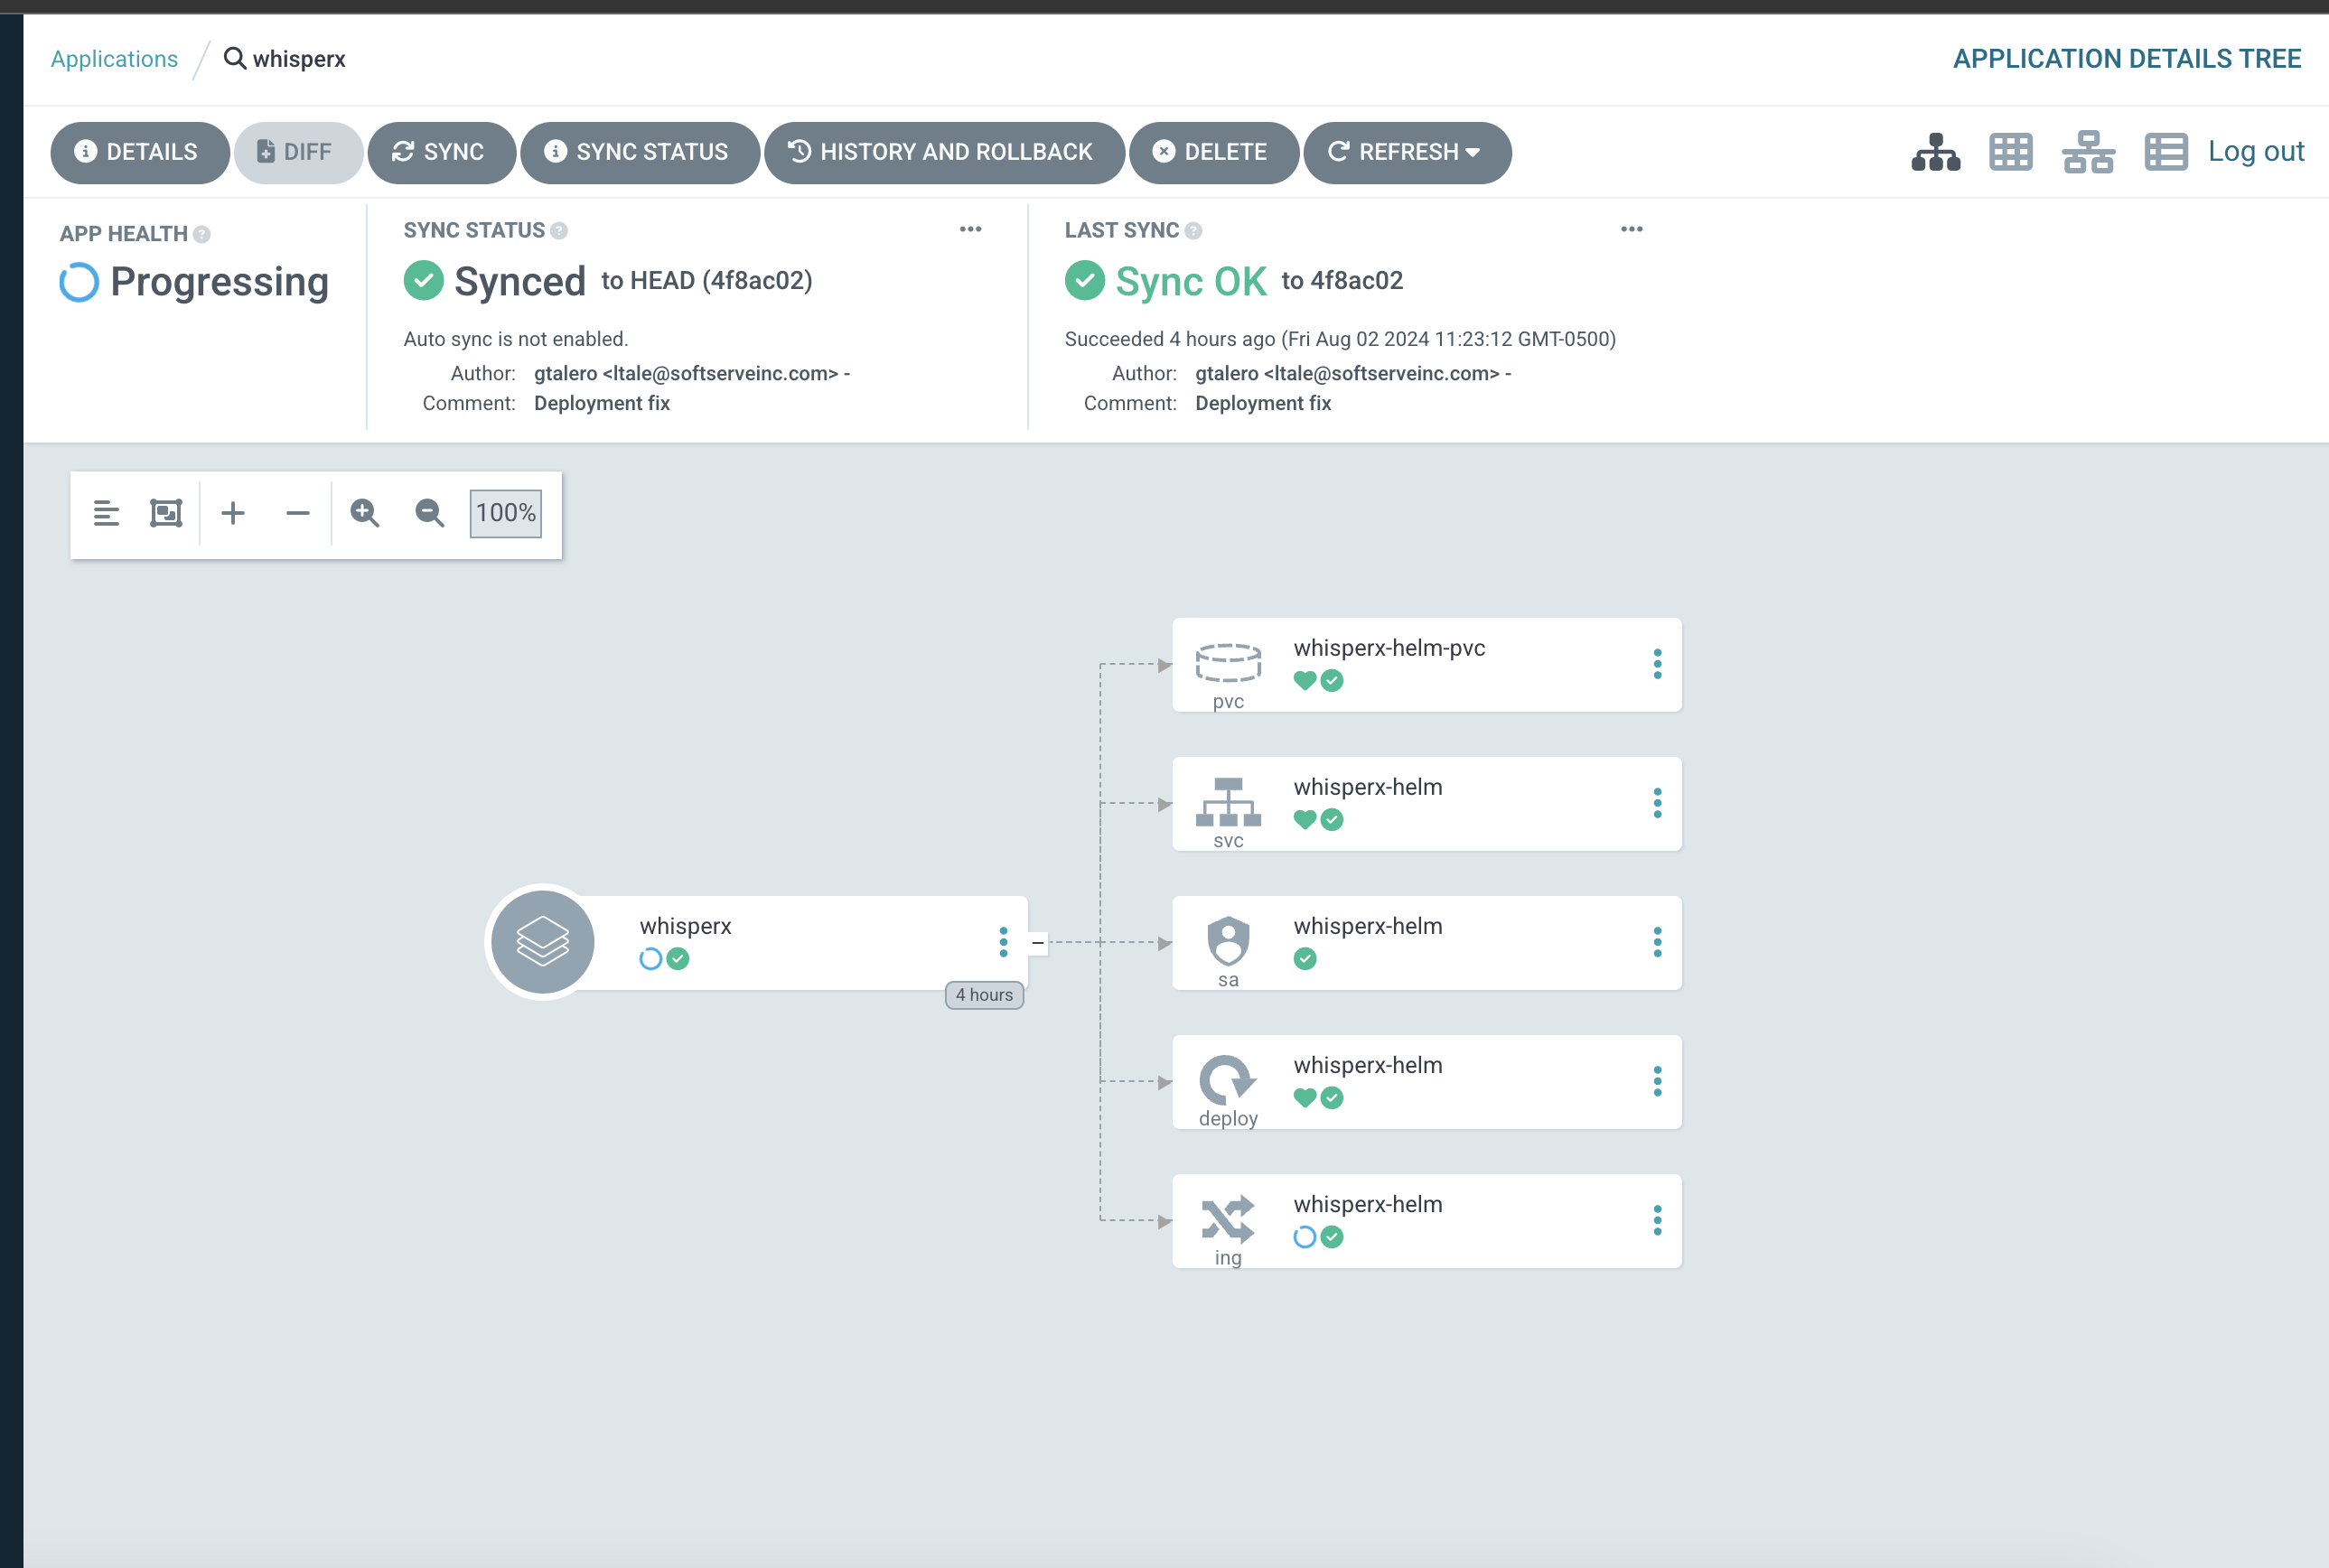 Applications / whisperx
APPLICATION DETAILS TREE
DETAILS DIFF SYNC SYNC STATUS HISTORY AND ROLLBACK DELETE REFRESH
Log out
APP HEALTH ?
Progressing
SYNC STATUS ?
Synced to HEAD (4f8ac02)
Auto sync is not enabled.
Author: gtalero <ltale@softserveinc.com> -
Comment: Deployment fix
LAST SYNC ?
Sync OK to 4f8ac02
Succeeded 4 hours ago (Fri Aug 02 2024 11:23:12 GMT-0500)
Author: gtalero <ltale@softserveinc.com> -
Comment: Deployment fix
100%
whisperx
4 hours
whisperx-helm-pvc
pvc
whisperx-helm
svc
whisperx-helm
sa
whisperx-helm
deploy
whisperx-helm
ing